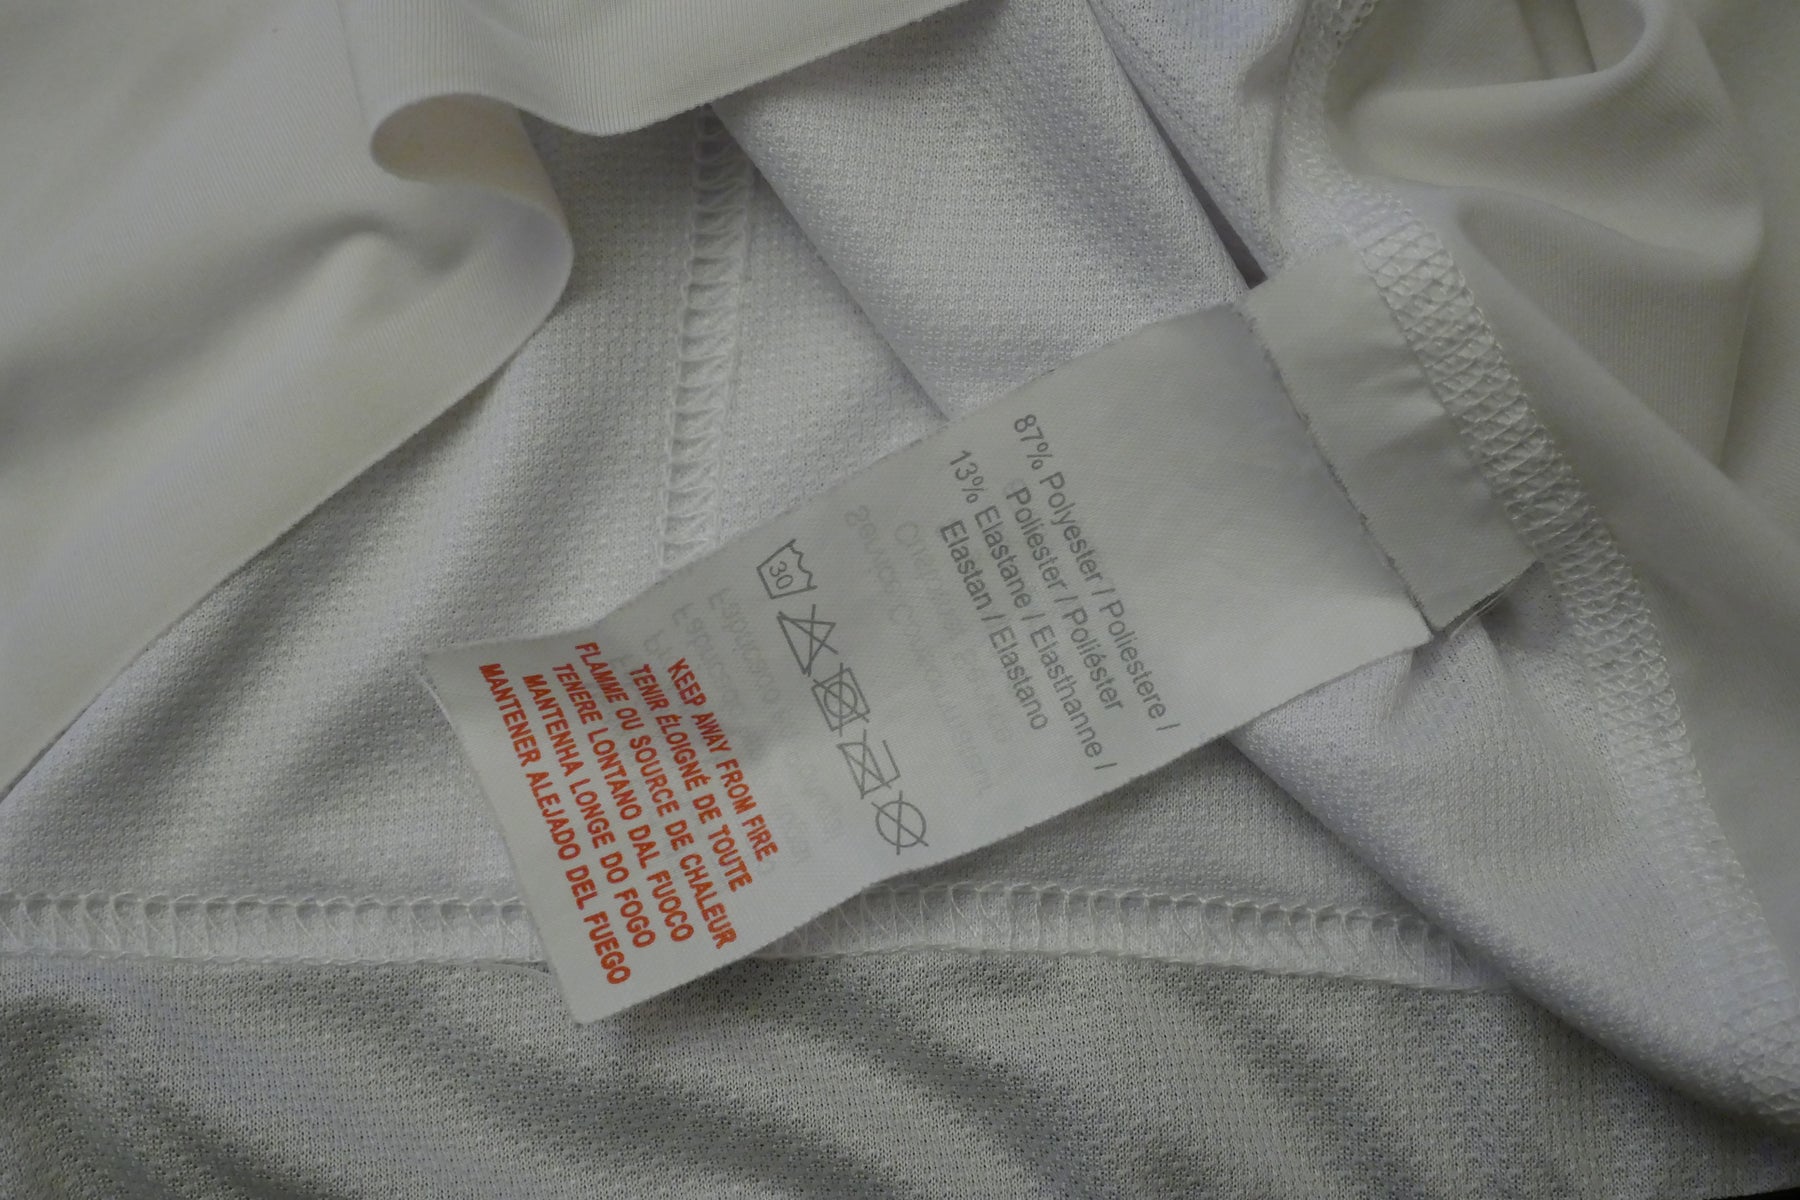 87% Polyester / Poliestere /
Poliester / Poliéster
13% Elastane / Elasthanne /
Elastan / Elastano
30
KEEP AWAY FROM FIRE
TENIR ÉLOIGNÉ DE TOUTE
FLAMME OU SOURCE DE CHALEUR
TENERE LONTANO DAL FUOCO
MANTENHA LONGE DO FOGO
MANTENER ALEJADO DEL FUEGO